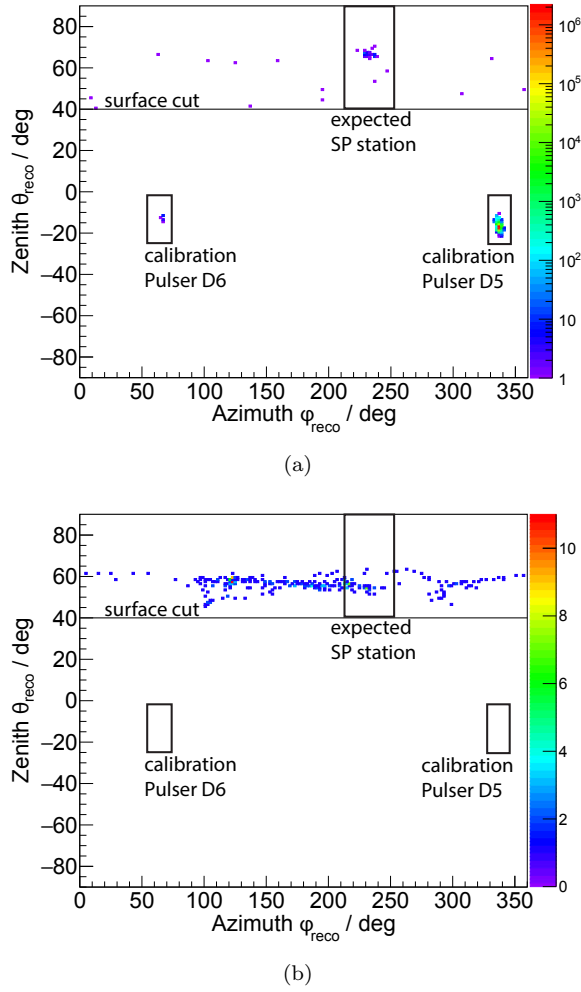 80
60
40
20
0
−20
−40
−60
−80
Zenith θreco / deg
surface cut
expected
SP station
calibration
Pulser D6
calibration
Pulser D5
0 50 100 150 200 250 300 350
Azimuth φreco / deg
10⁶
10⁵
10⁴
10³
10²
10
1
(a)
80
60
40
20
0
−20
−40
−60
−80
Zenith θreco / deg
surface cut
expected
SP station
calibration
Pulser D6
calibration
Pulser D5
0 50 100 150 200 250 300 350
Azimuth φreco / deg
10
8
6
4
2
0
(b)